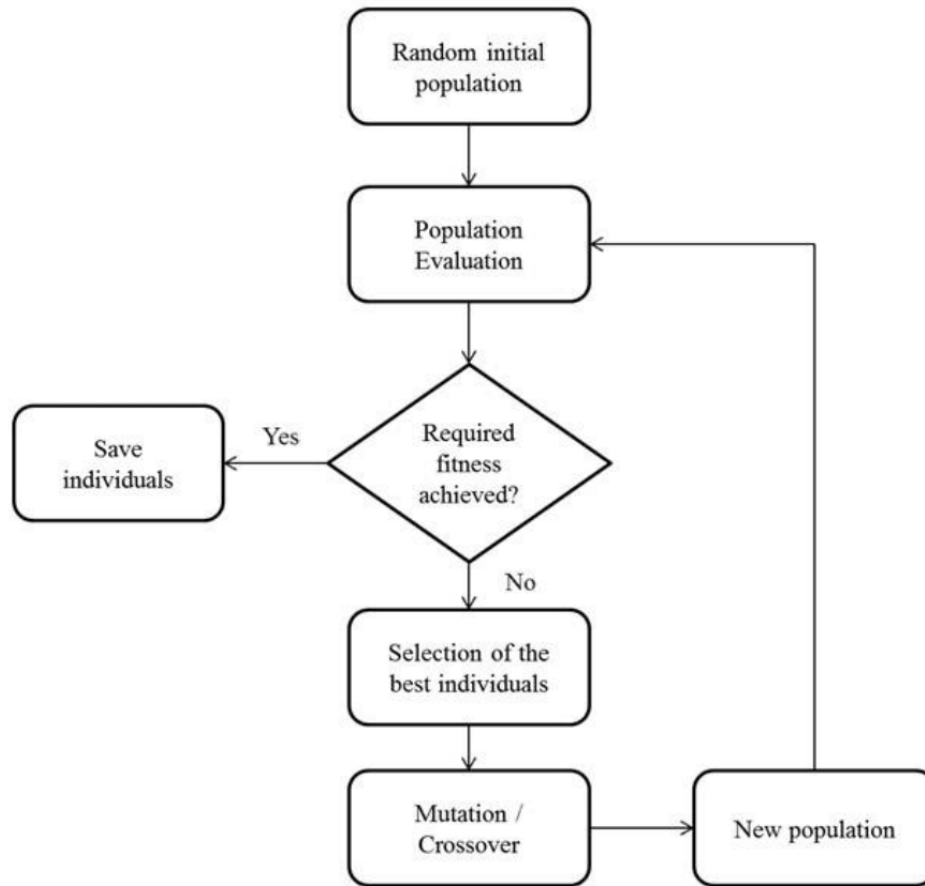 Random initial
population
Population
Evaluation
Required
fitness
achieved?
Yes
Save
individuals
No
Selection of the
best individuals
Mutation /
Crossover
New population